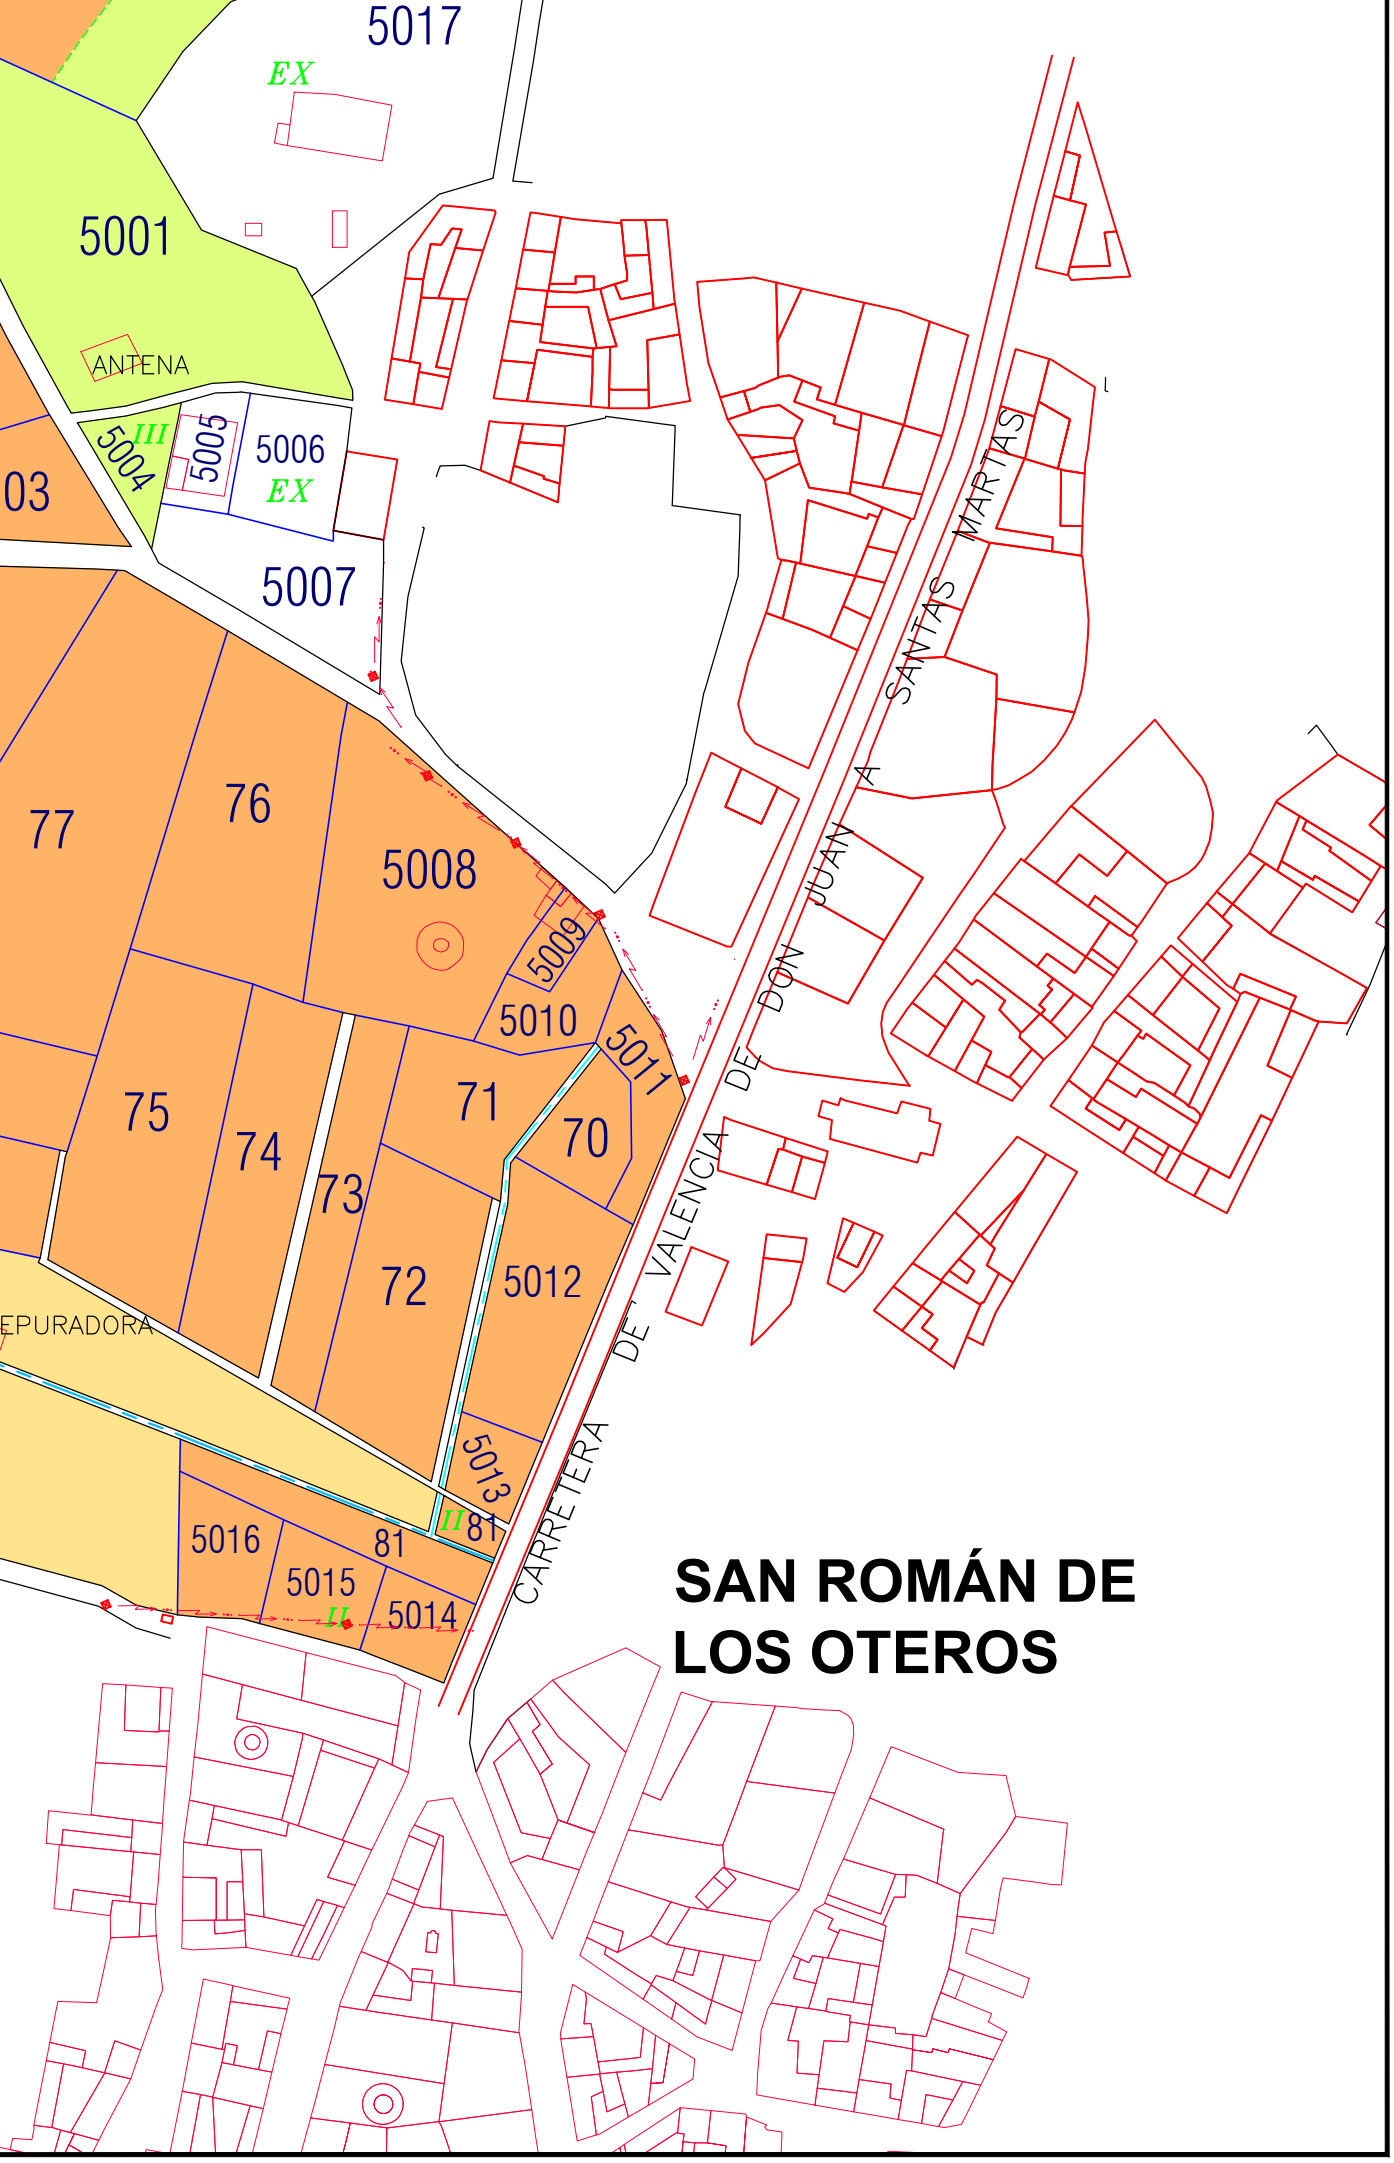 5017
EX
5001
ANTENA
III
5004
5005
5006
EX
03
5007
77
76
5008
5009
5010
5011
75
74
73
71
70
72
5012
EPURADORA
5013
II
81
81
5016
5015
II
5014
CARRETERA DE VALENCIA DE DON JUAN A SANTAS MARTAS
SAN ROMÁN DE
LOS OTEROS